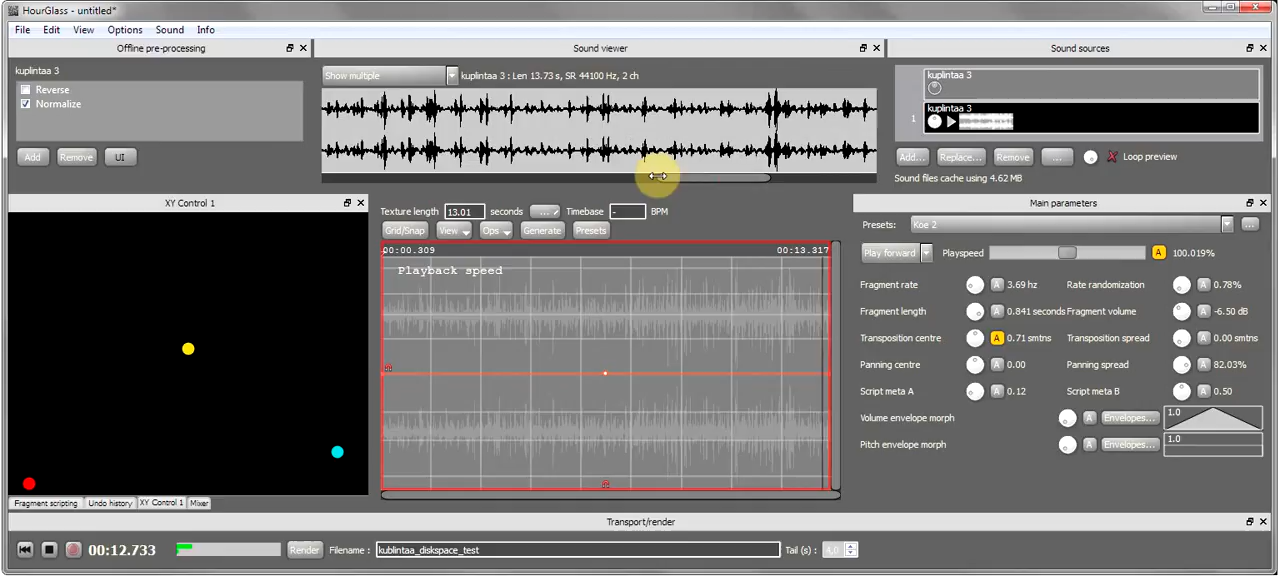 HourGlass - untitled*
File Edit View Options Sound Info
Offline pre-processing
Sound viewer
Sound sources
kuplintaa 3
Reverse
Normalize
Add Remove UI
Show multiple
kuplintaa 3 : Len 13.73 s, SR 44100 Hz, 2 ch
kuplintaa 3
1
kuplintaa 3
Add... Replace... Remove ... Loop preview
Sound files cache using 4.62 MB
XY Control 1
Fragment scripting Undo history XY Control 1 Mixer
Texture length 13.01 seconds ... Timebase - BPM
Grid/Snap View Ops Generate Presets
00:00.309 00:13.317
Playback speed
Main parameters
Presets: Koe 2 ...
Play forward Playspeed A 100.019%
Fragment rate A 3.69 hz Rate randomization A 0.78%
Fragment length A 0.841 seconds Fragment volume A -6.50 dB
Transposition centre A 0.71 smtns Transposition spread A 0.00 smtns
Panning centre A 0.00 Panning spread A 82.03%
Script meta A A 0.12 Script meta B A 0.50
Volume envelope morph A Envelopes... 1.0
Pitch envelope morph A Envelopes... 1.0
Transport/render
00:12.733 Render Filename : kublintaa_diskspace_test Tail (s) : 4.0